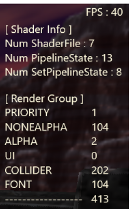 FPS : 40
[ Shader Info ]
Num ShaderFile : 7
Num PipelineState : 13
Num SetPipelineState : 8
[ Render Group ]
PRIORITY 1
NONEALPHA 104
ALPHA 2
UI 0
COLLIDER 202
FONT 104
----------------- 413